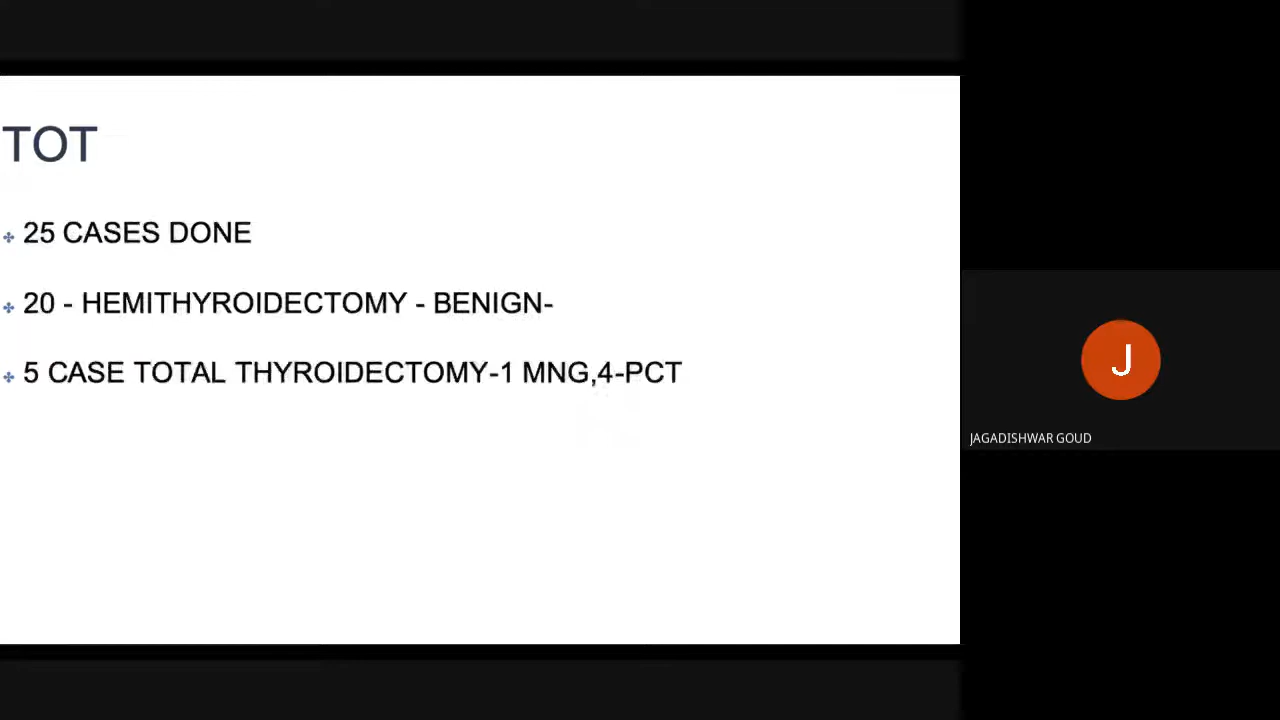 TOT
25 CASES DONE
20 - HEMITHYROIDECTOMY - BENIGN-
5 CASE TOTAL THYROIDECTOMY-1 MNG,4-PCT
J
JAGADISHWAR GOUD